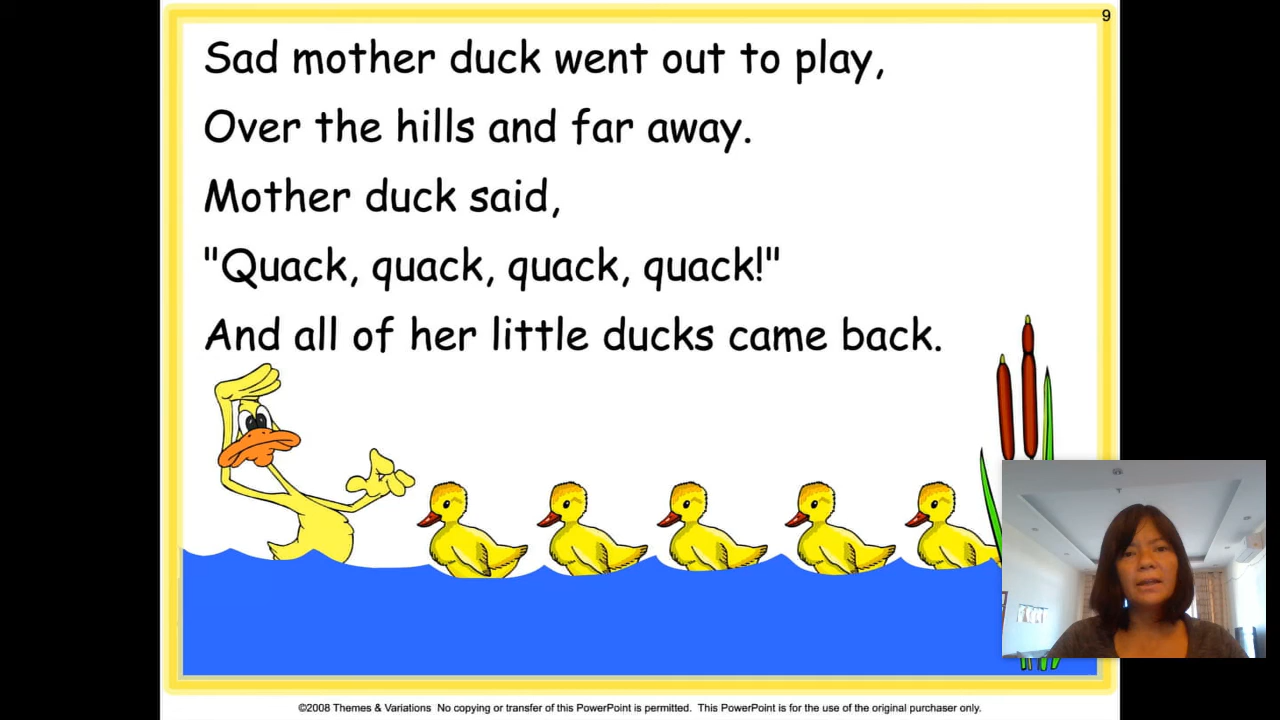 9
Sad mother duck went out to play,
Over the hills and far away.
Mother duck said,
"Quack, quack, quack, quack!"
And all of her little ducks came back.
©2008 Themes & Variations No copying or transfer of this PowerPoint is permitted. This PowerPoint is for the use of the original purchaser only.